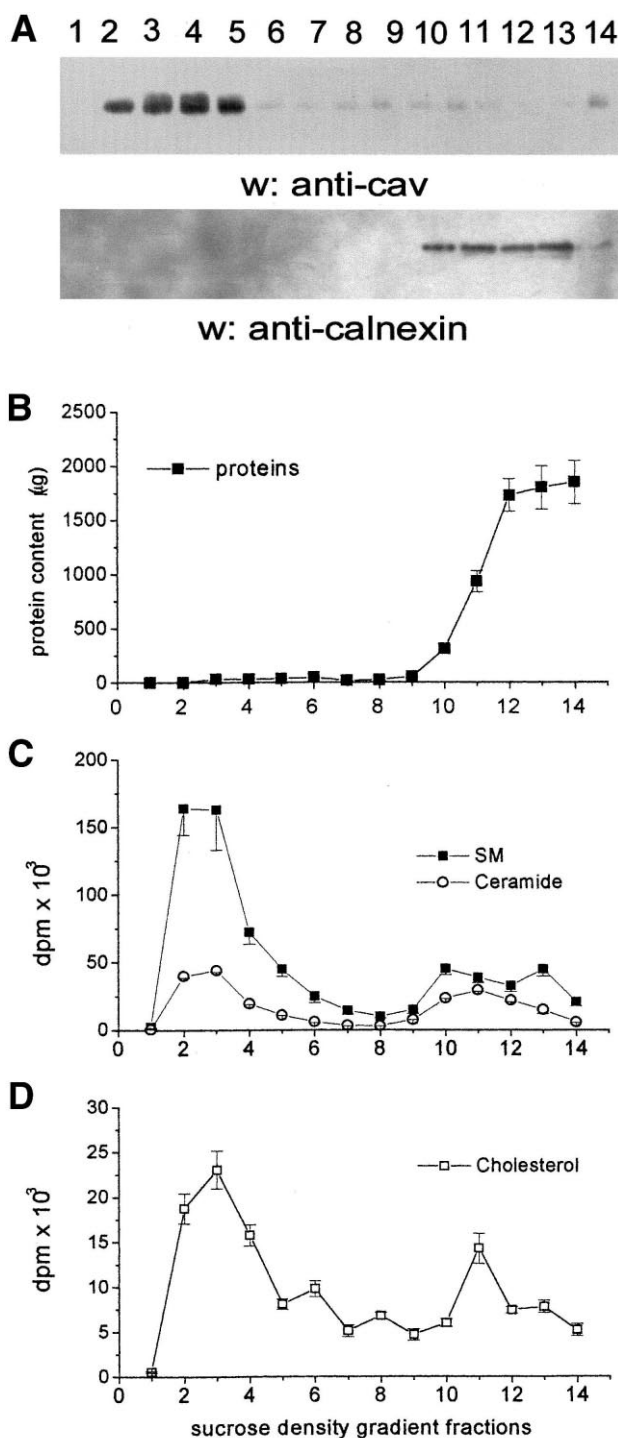 A 1 2 3 4 5 6 7 8 9 10 11 12 13 14
w: anti-cav
w: anti-calnexin
B
2500
2000
1500
1000
500
0
protein content (μg)
proteins
0 2 4 6 8 10 12 14
C
200
150
100
50
0
dpm x 10³
SM
Ceramide
0 2 4 6 8 10 12 14
D
30
25
20
15
10
5
0
dpm x 10³
Cholesterol
0 2 4 6 8 10 12 14
sucrose density gradient fractions